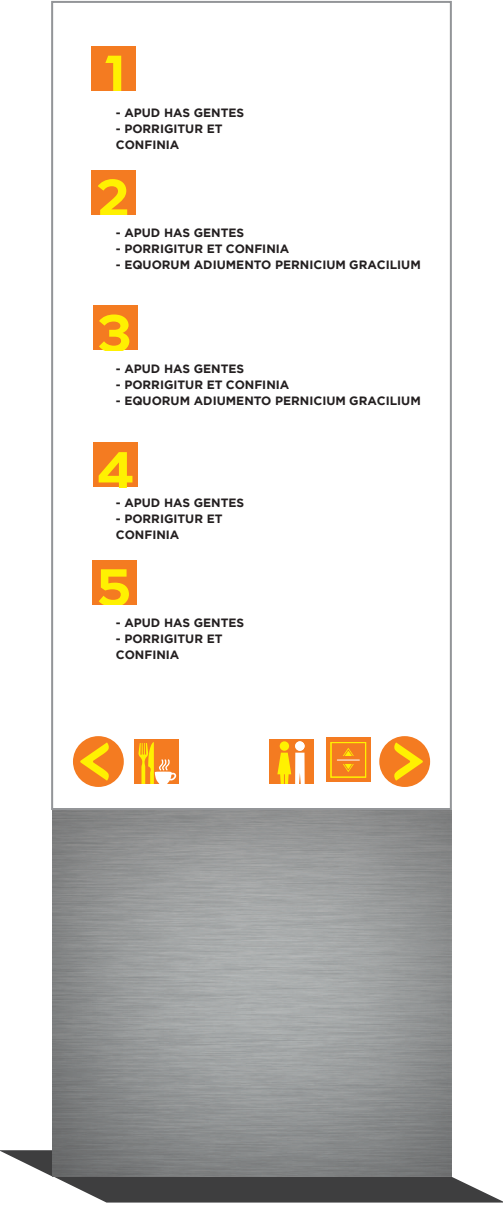 1
- APUD HAS GENTES
- PORRIGITUR ET
CONFINIA
2
- APUD HAS GENTES
- PORRIGITUR ET CONFINIA
- EQUORUM ADIUMENTO PERNICIUM GRACILIUM
3
- APUD HAS GENTES
- PORRIGITUR ET CONFINIA
- EQUORUM ADIUMENTO PERNICIUM GRACILIUM
4
- APUD HAS GENTES
- PORRIGITUR ET
CONFINIA
5
- APUD HAS GENTES
- PORRIGITUR ET
CONFINIA